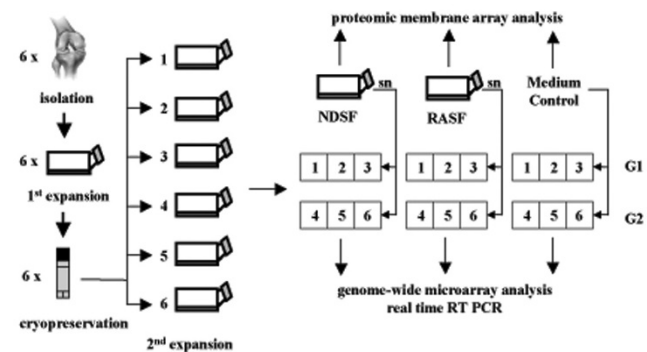 proteomic membrane array analysis
6 x
isolation
6 x
1st expansion
6 x
cryopreservation
1
2
3
4
5
6
2nd expansion
sn
NDSF
sn
RASF
Medium
Control
1 2 3 1 2 3 1 2 3 G1
4 5 6 4 5 6 4 5 6 G2
genome-wide microarray analysis
real time RT PCR